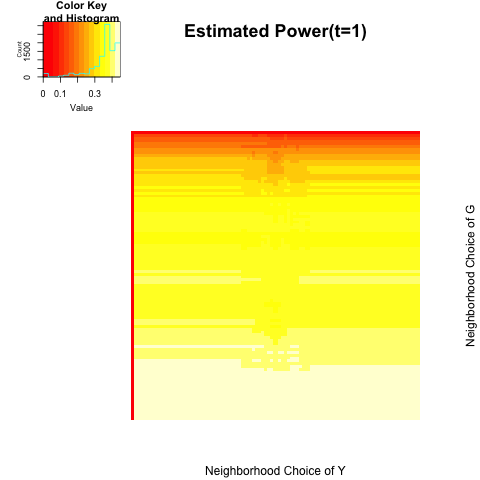 Color Key
and Histogram
Estimated Power(t=1)
Count
0 1500
0 0.1 0.3
Value
Neighborhood Choice of G
Neighborhood Choice of Y